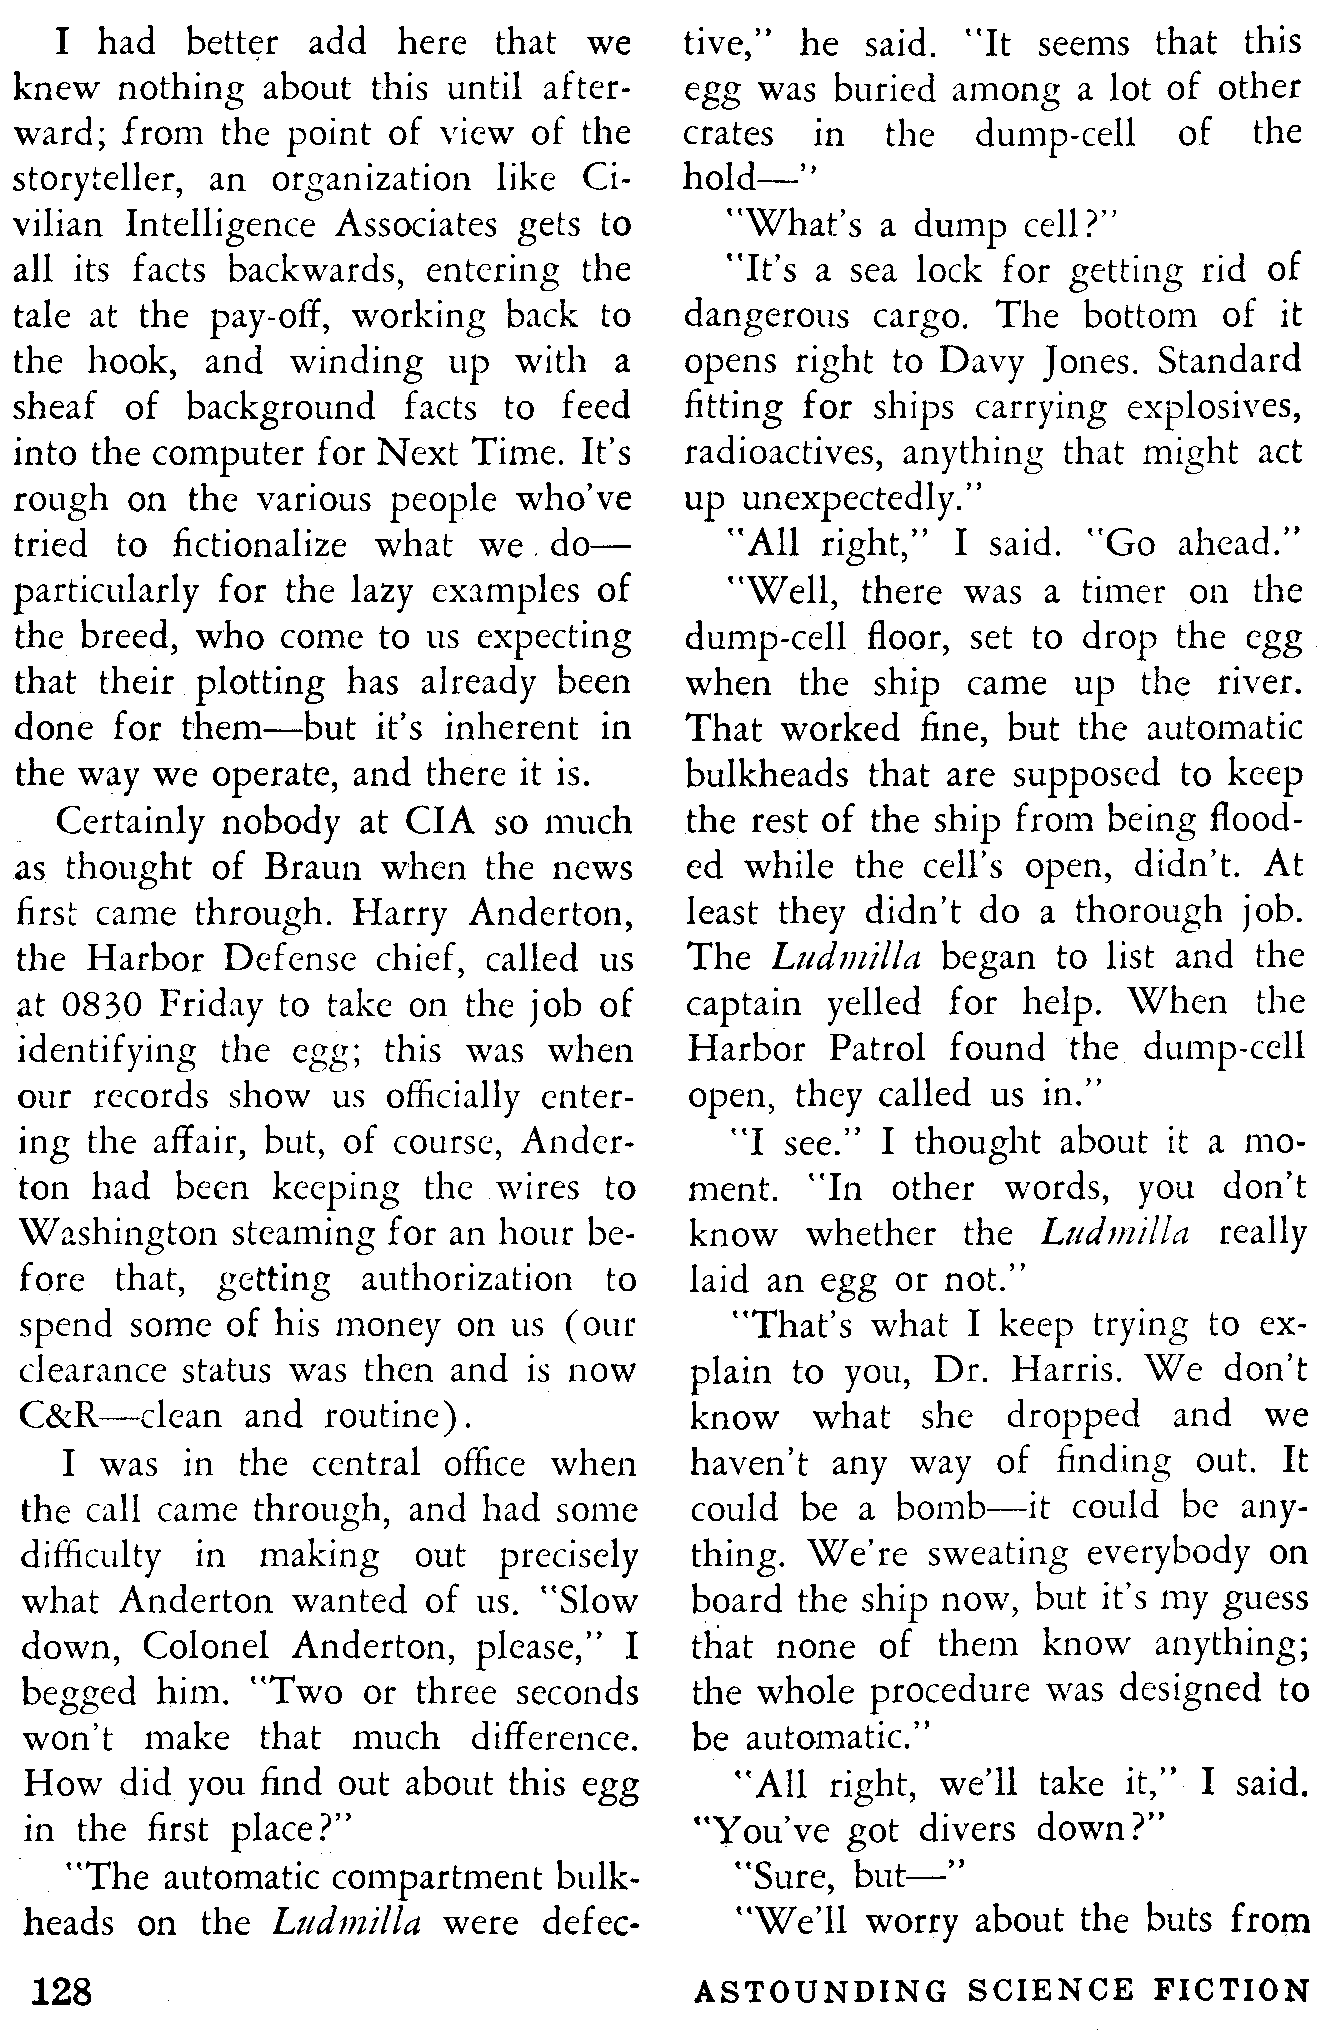 I had better add here that we
knew nothing about this until after-
ward; from the point of view of the
storyteller, an organization like Ci-
vilian Intelligence Associates gets to
all its facts backwards, entering the
tale at the pay-off, working back to
the hook, and winding up with a
sheaf of background facts to feed
into the computer for Next Time. It's
rough on the various people who've
tried to fictionalize what we do—
particularly for the lazy examples of
the breed, who come to us expecting
that their plotting has already been
done for them—but it's inherent in
the way we operate, and there it is.
Certainly nobody at CIA so much
as thought of Braun when the news
first came through. Harry Anderton,
the Harbor Defense chief, called us
at 0830 Friday to take on the job of
identifying the egg; this was when
our records show us officially enter-
ing the affair, but, of course, Ander-
ton had been keeping the wires to
Washington steaming for an hour be-
fore that, getting authorization to
spend some of his money on us (our
clearance status was then and is now
C&R—clean and routine).
I was in the central office when
the call came through, and had some
difficulty in making out precisely
what Anderton wanted of us. "Slow
down, Colonel Anderton, please," I
begged him. "Two or three seconds
won't make that much difference.
How did you find out about this egg
in the first place?"
"The automatic compartment bulk-
heads on the Ludmilla were defec-
tive," he said. "It seems that this
egg was buried among a lot of other
crates in the dump-cell of the
hold—"
"What's a dump cell?"
"It's a sea lock for getting rid of
dangerous cargo. The bottom of it
opens right to Davy Jones. Standard
fitting for ships carrying explosives,
radioactives, anything that might act
up unexpectedly."
"All right," I said. "Go ahead."
"Well, there was a timer on the
dump-cell floor, set to drop the egg
when the ship came up the river.
That worked fine, but the automatic
bulkheads that are supposed to keep
the rest of the ship from being flood-
ed while the cell's open, didn't. At
least they didn't do a thorough job.
The Ludmilla began to list and the
captain yelled for help. When the
Harbor Patrol found the dump-cell
open, they called us in."
"I see." I thought about it a mo-
ment. "In other words, you don't
know whether the Ludmilla really
laid an egg or not."
"That's what I keep trying to ex-
plain to you, Dr. Harris. We don't
know what she dropped and we
haven't any way of finding out. It
could be a bomb—it could be any-
thing. We're sweating everybody on
board the ship now, but it's my guess
that none of them know anything;
the whole procedure was designed to
be automatic."
"All right, we'll take it," I said.
"You've got divers down?"
"Sure, but—"
"We'll worry about the buts from
128
ASTOUNDING SCIENCE FICTION